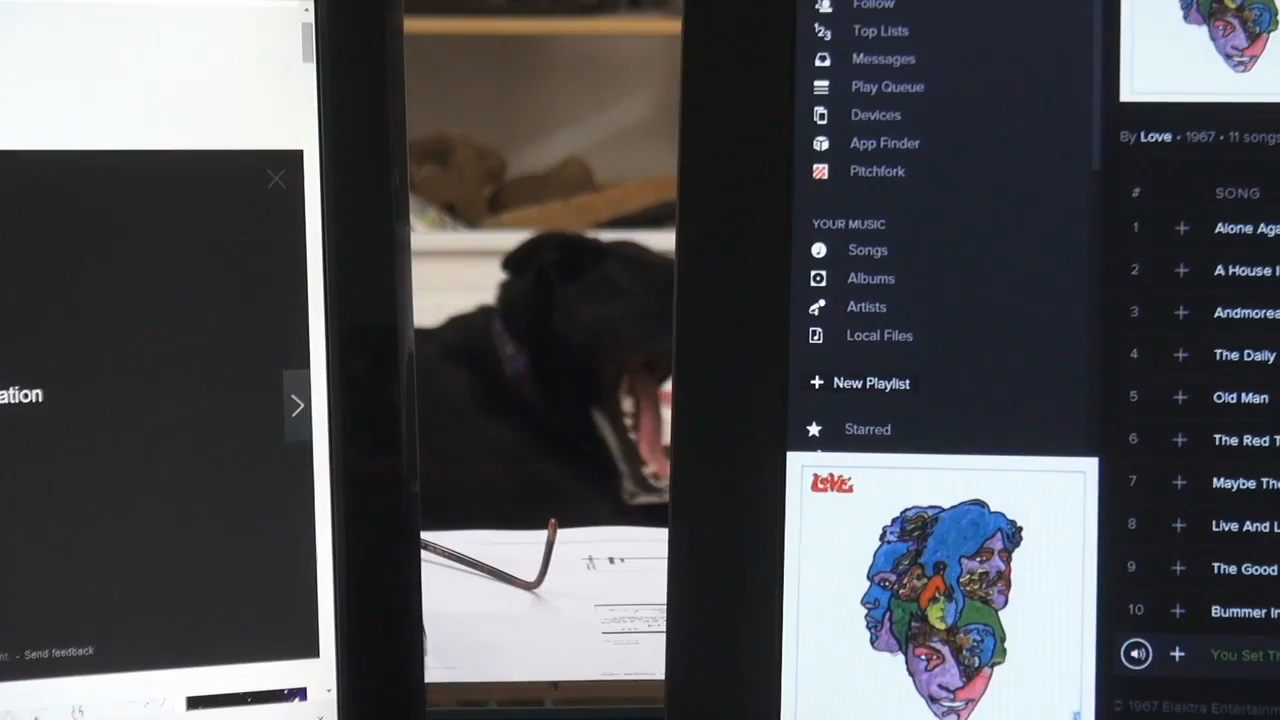 ation
ht. - Send feedback
Follow
Top Lists
Messages
Play Queue
Devices
App Finder
Pitchfork
YOUR MUSIC
Songs
Albums
Artists
Local Files
New Playlist
Starred
LOVE
By Love • 1967 • 11 songs
# SONG
1 + Alone Aga
2 + A House I
3 + Andmorea
4 + The Daily
5 + Old Man
6 + The Red T
7 + Maybe The
8 + Live And L
9 + The Good
10 + Bummer In
+ You Set Th
© 1967 Elektra Entertainm